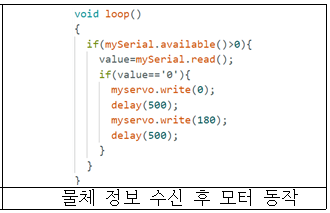 void loop()
{
  if(mySerial.available()>0){
    value=mySerial.read();
    if(value=='0'){
      myservo.write(0);
      delay(500);
      myservo.write(180);
      delay(500);
    }
  }
}
물체 정보 수신 후 모터 동작